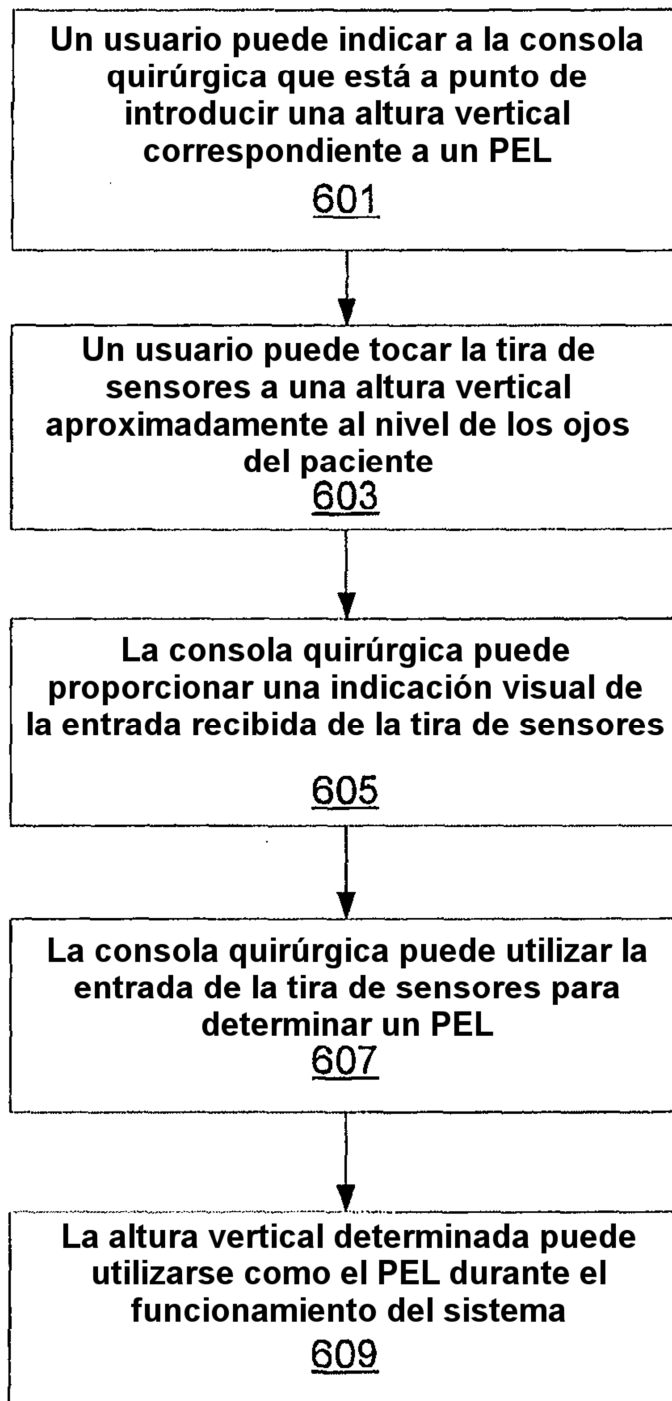 Un usuario puede indicar a la consola
quirúrgica que está a punto de
introducir una altura vertical
correspondiente a un PEL
601
Un usuario puede tocar la tira de
sensores a una altura vertical
aproximadamente al nivel de los ojos
del paciente
603
La consola quirúrgica puede
proporcionar una indicación visual de
la entrada recibida de la tira de sensores
605
La consola quirúrgica puede utilizar la
entrada de la tira de sensores para
determinar un PEL
607
La altura vertical determinada puede
utilizarse como el PEL durante el
funcionamiento del sistema
609